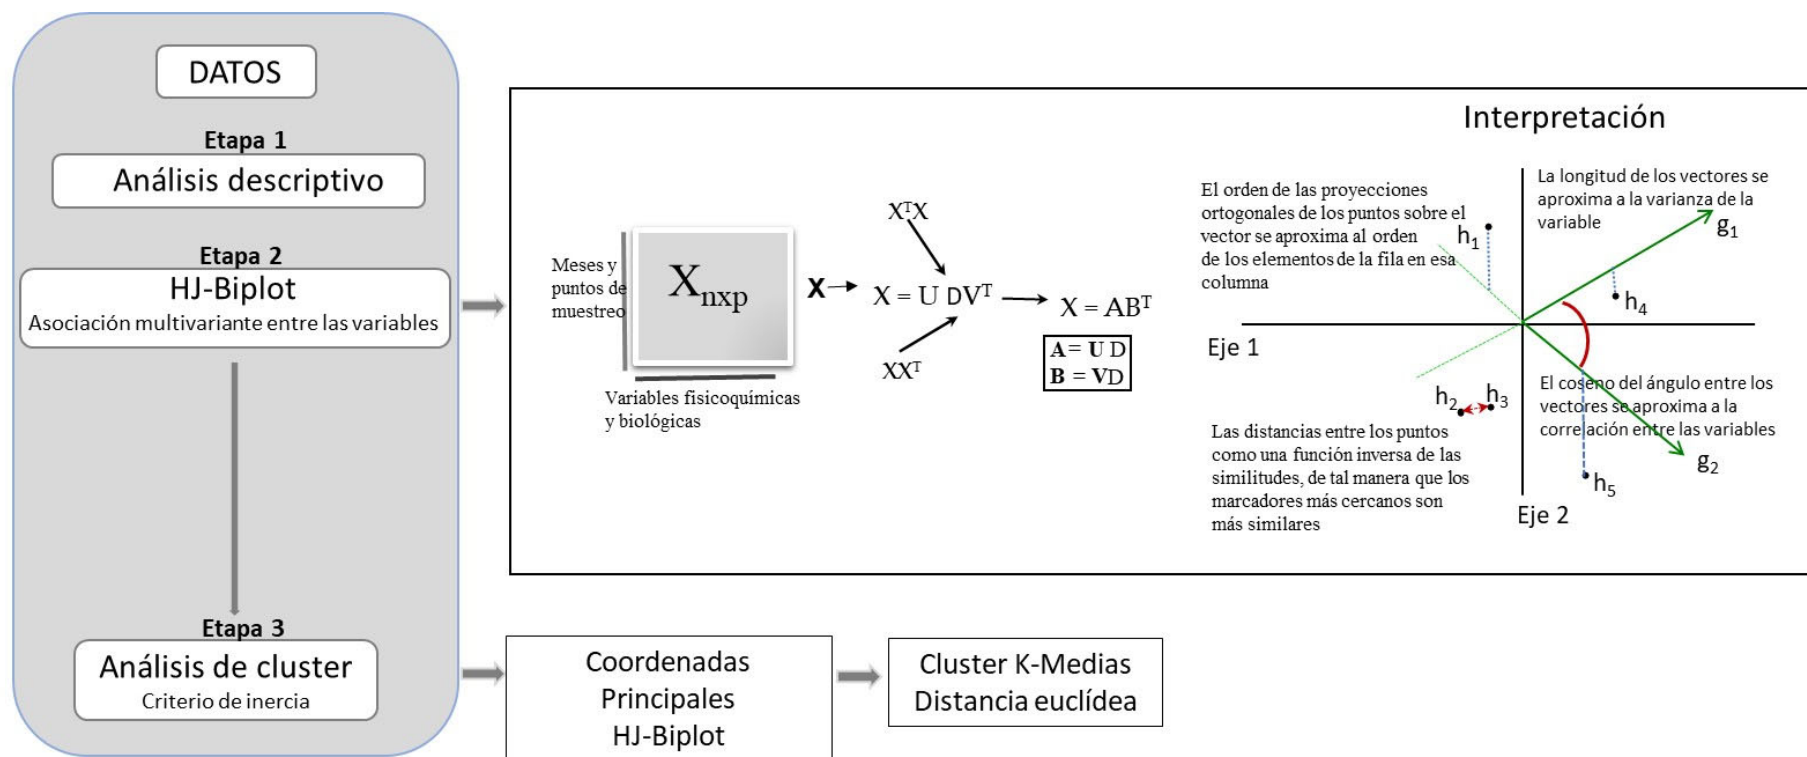 DATOS
Etapa 1
Análisis descriptivo
Etapa 2
HJ-Biplot
Asociación multivariante entre las variables
Etapa 3
Análisis de cluster
Criterio de inercia
Meses y
puntos de
muestreo
Xnxp
Variables fisicoquímicas
y biológicas
X
XᵀX
X = U DVᵀ
XXᵀ
X = ABᵀ
A = U D
B = VD
Interpretación
El orden de las proyecciones
ortogonales de los puntos sobre el
vector se aproxima al orden
de los elementos de la fila en esa
columna
La longitud de los vectores se
aproxima a la varianza de la
variable
h₁
g₁
h₄
Eje 1
h₂
h₃
El coseno del ángulo entre los
vectores se aproxima a la
correlación entre las variables
Las distancias entre los puntos
como una función inversa de las
similitudes, de tal manera que los
marcadores más cercanos son
más similares
g₂
h₅
Eje 2
Coordenadas
Principales
HJ-Biplot
Cluster K-Medias
Distancia euclídea